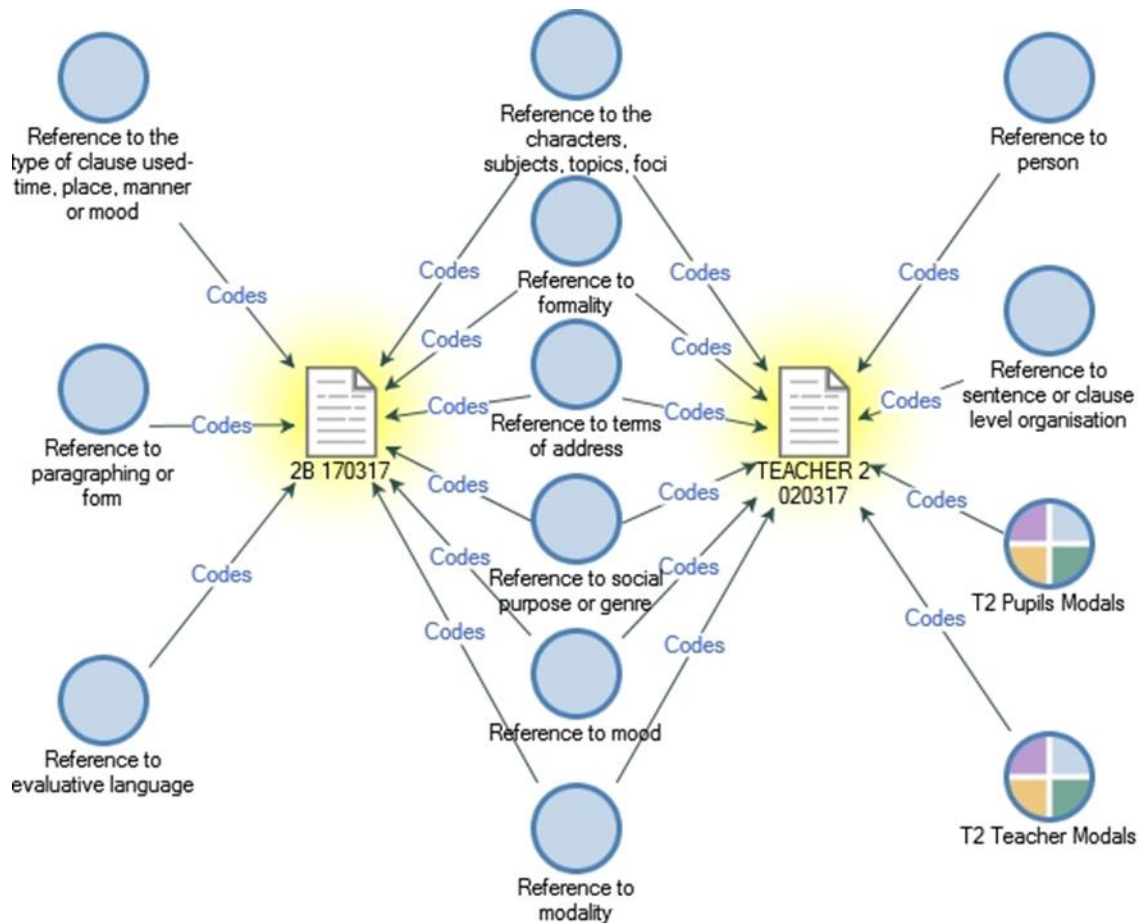 Reference to the
type of clause used-
time, place, manner
or mood
Reference to the
characters,
subjects, topics, foci
Reference to
person
Codes
Codes
Codes
Codes
Reference to
formality
Codes
Codes
Reference to
paragraphing or
form
Codes
2B 170317
Codes
Reference to terms
of address
Codes
TEACHER 2
020317
Codes
Reference to
sentence or clause
level organisation
Codes
Reference to social
purpose or genre
Codes
Codes
T2 Pupils Modals
Codes
Codes
Reference to mood
Codes
Codes
Reference to
evaluative language
Codes
Reference to
modality
Codes
Codes
T2 Teacher Modals